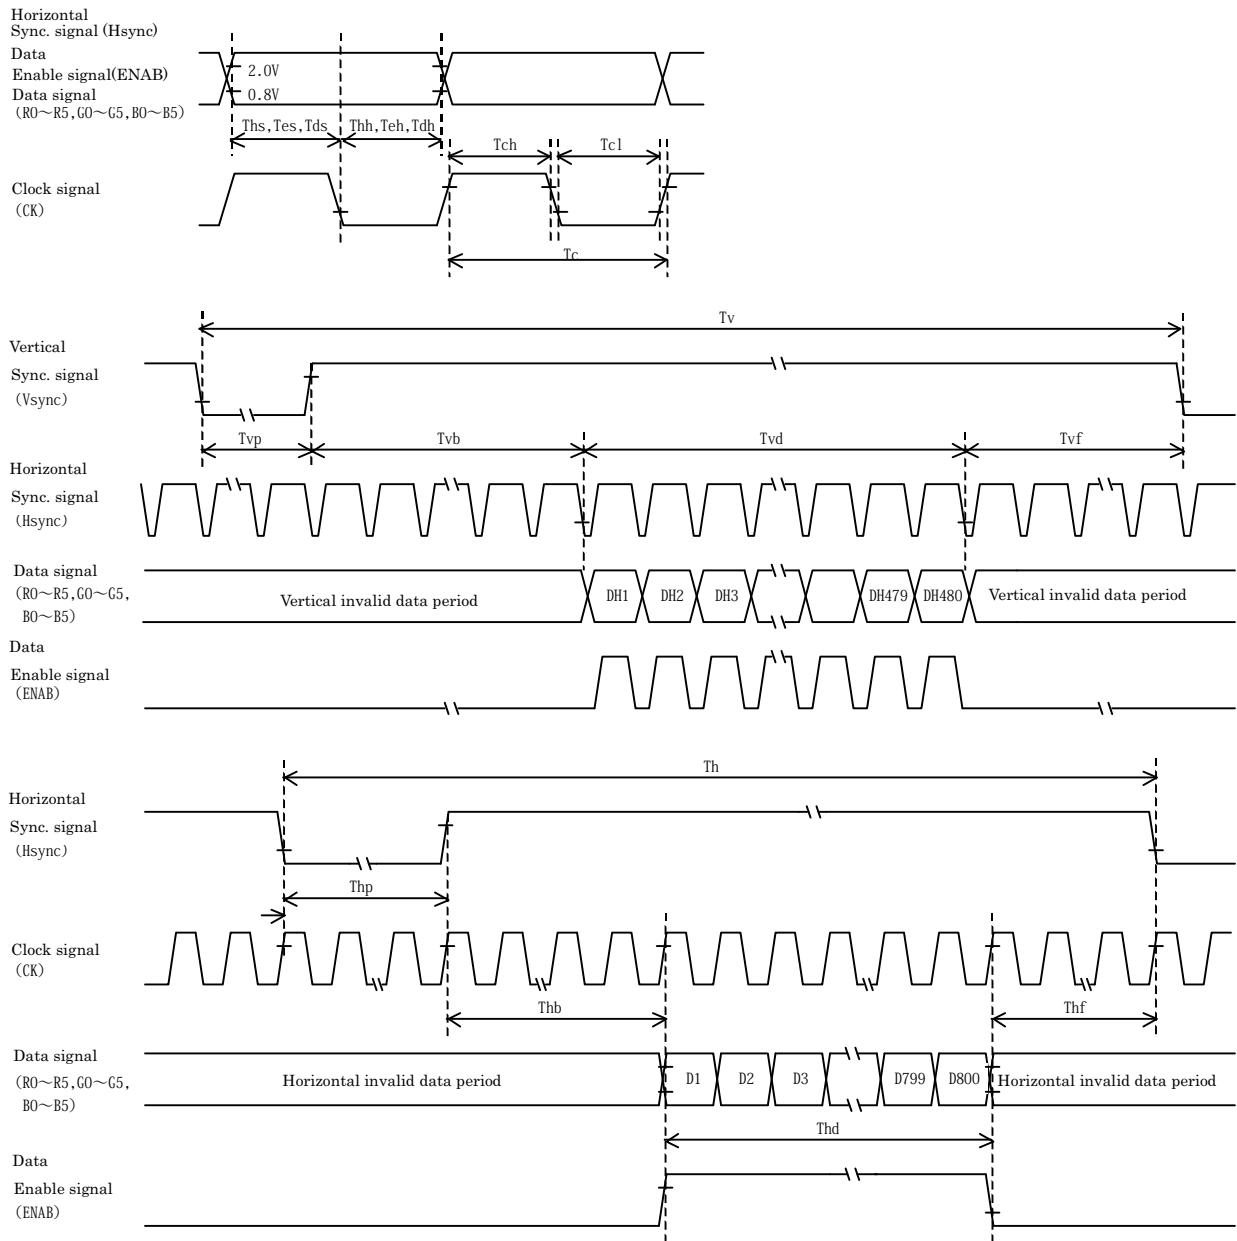 Horizontal
Sync. signal (Hsync)
Data
Enable signal(ENAB)
Data signal
(R0〜R5,G0〜G5,B0〜B5)
2.0V
0.8V
Ths,Tes,Tds
Thh,Teh,Tdh
Tch
Tcl
Clock signal
(CK)
Tc
Tv
Vertical
Sync. signal
(Vsync)
Tvp
Tvb
Tvd
Tvf
Horizontal
Sync. signal
(Hsync)
Data signal
(R0〜R5,G0〜G5,
B0〜B5)
Vertical invalid data period
DH1
DH2
DH3
DH479
DH480
Vertical invalid data period
Data
Enable signal
(ENAB)
Th
Horizontal
Sync. signal
(Hsync)
Thp
Clock signal
(CK)
Thb
Thf
Data signal
(R0〜R5,G0〜G5,
B0〜B5)
Horizontal invalid data period
D1
D2
D3
D799
D800
Horizontal invalid data period
Thd
Data
Enable signal
(ENAB)